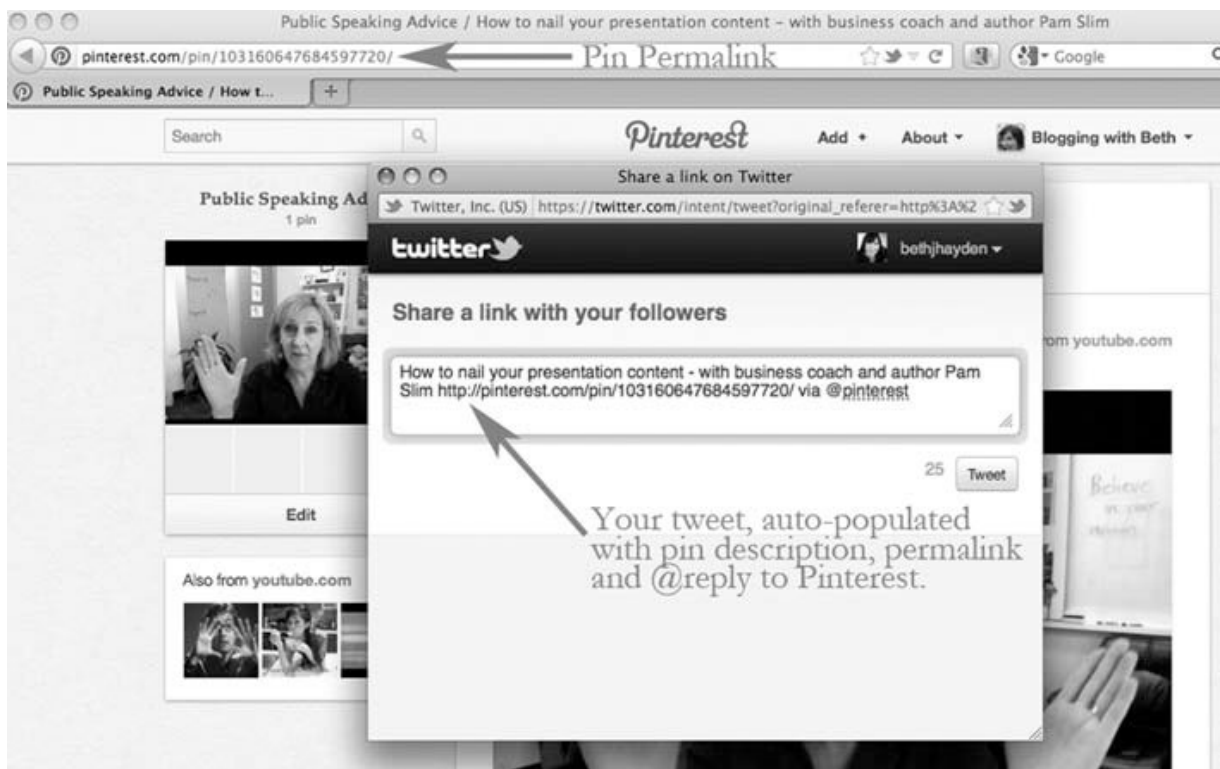 Public Speaking Advice / How to nail your presentation content – with business coach and author Pam Slim
pinterest.com/pin/103160647684597720/
Pin Permalink
Google
Public Speaking Advice / How t...
+
Search
Pinterest
Add +
About
Blogging with Beth
Public Speaking Ad
1 pin
Share a link on Twitter
Twitter, Inc. (US) https://twitter.com/intent/tweet?original_referer=http%3A%2
twitter
bethjhayden
Share a link with your followers
om youtube.com
How to nail your presentation content - with business coach and author Pam
Slim http://pinterest.com/pin/103160647684597720/ via @pinterest
25
Tweet
Believe
in your
Edit
Your tweet, auto-populated
with pin description, permalink
and @reply to Pinterest.
Also from youtube.com